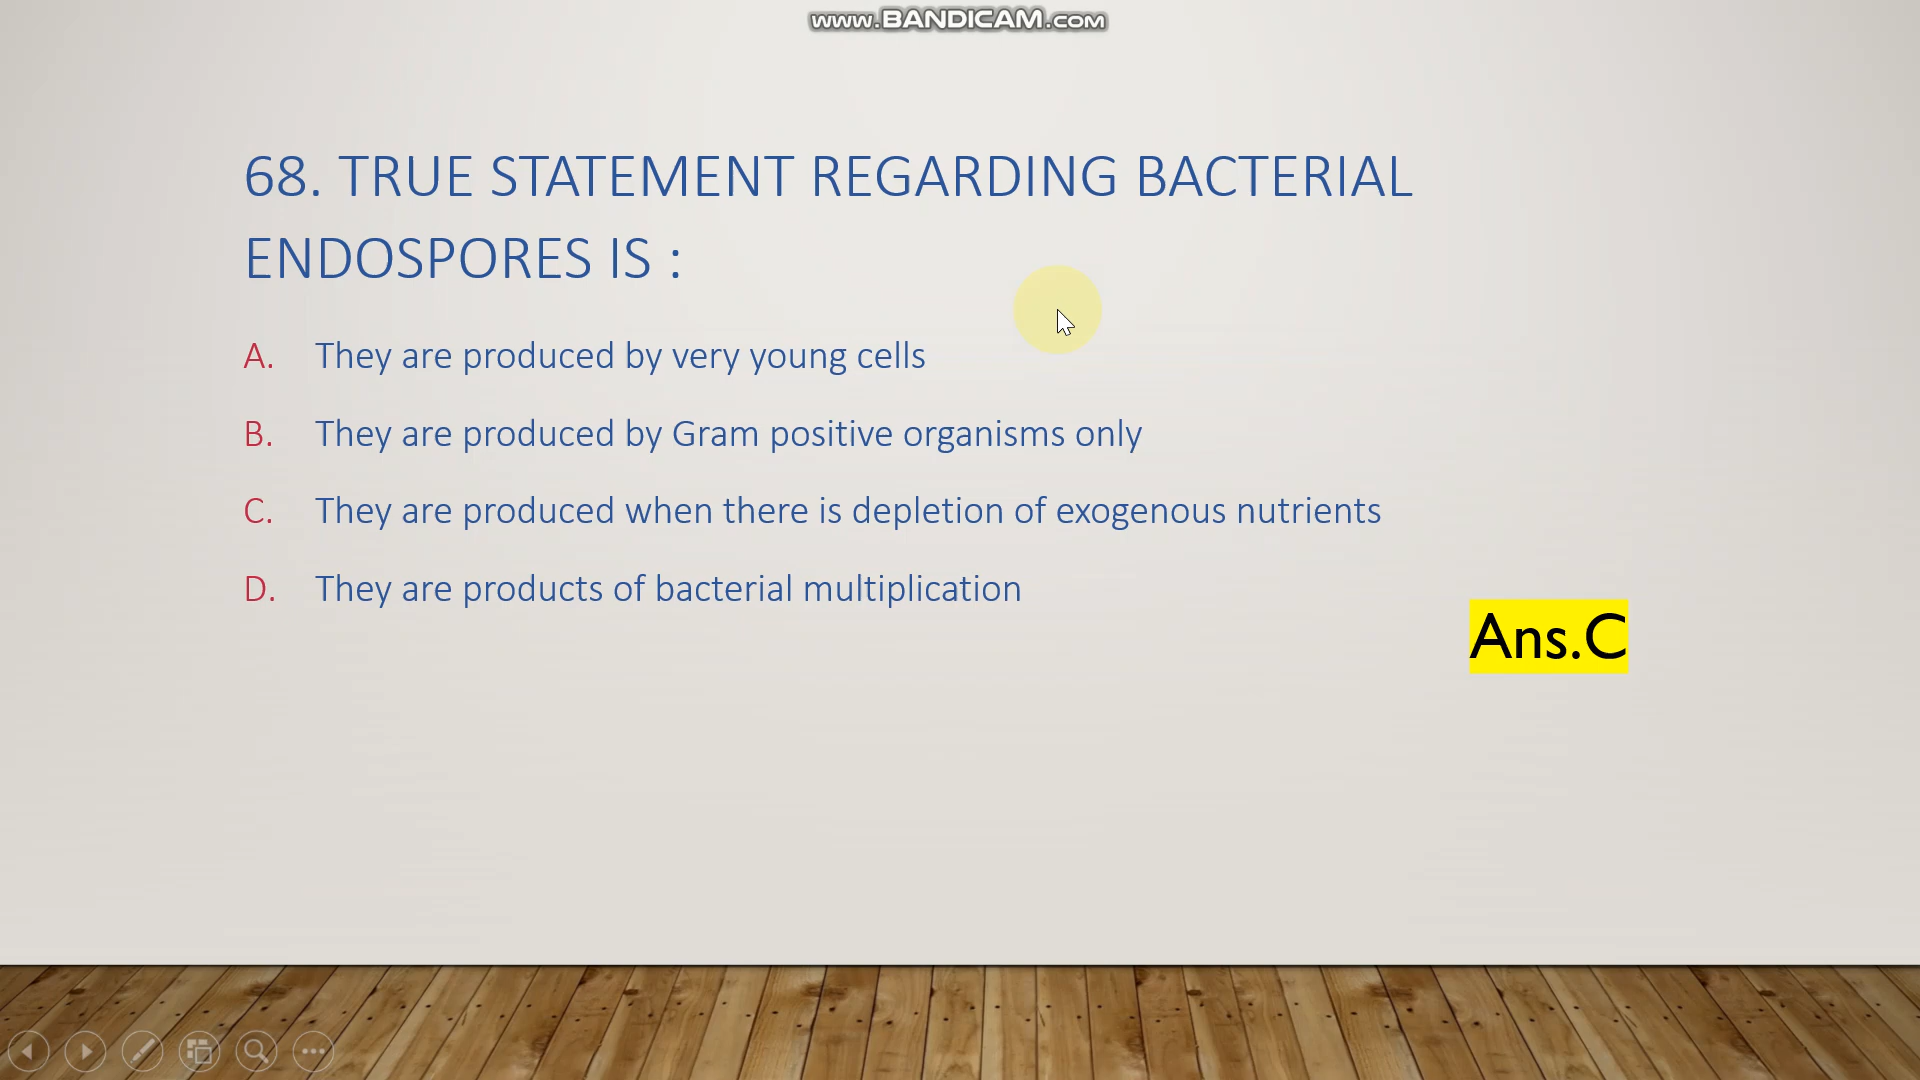 www.BANDICAM.com
68. TRUE STATEMENT REGARDING BACTERIAL
ENDOSPORES IS :
A. They are produced by very young cells
B. They are produced by Gram positive organisms only
C. They are produced when there is depletion of exogenous nutrients
D. They are products of bacterial multiplication
Ans.C